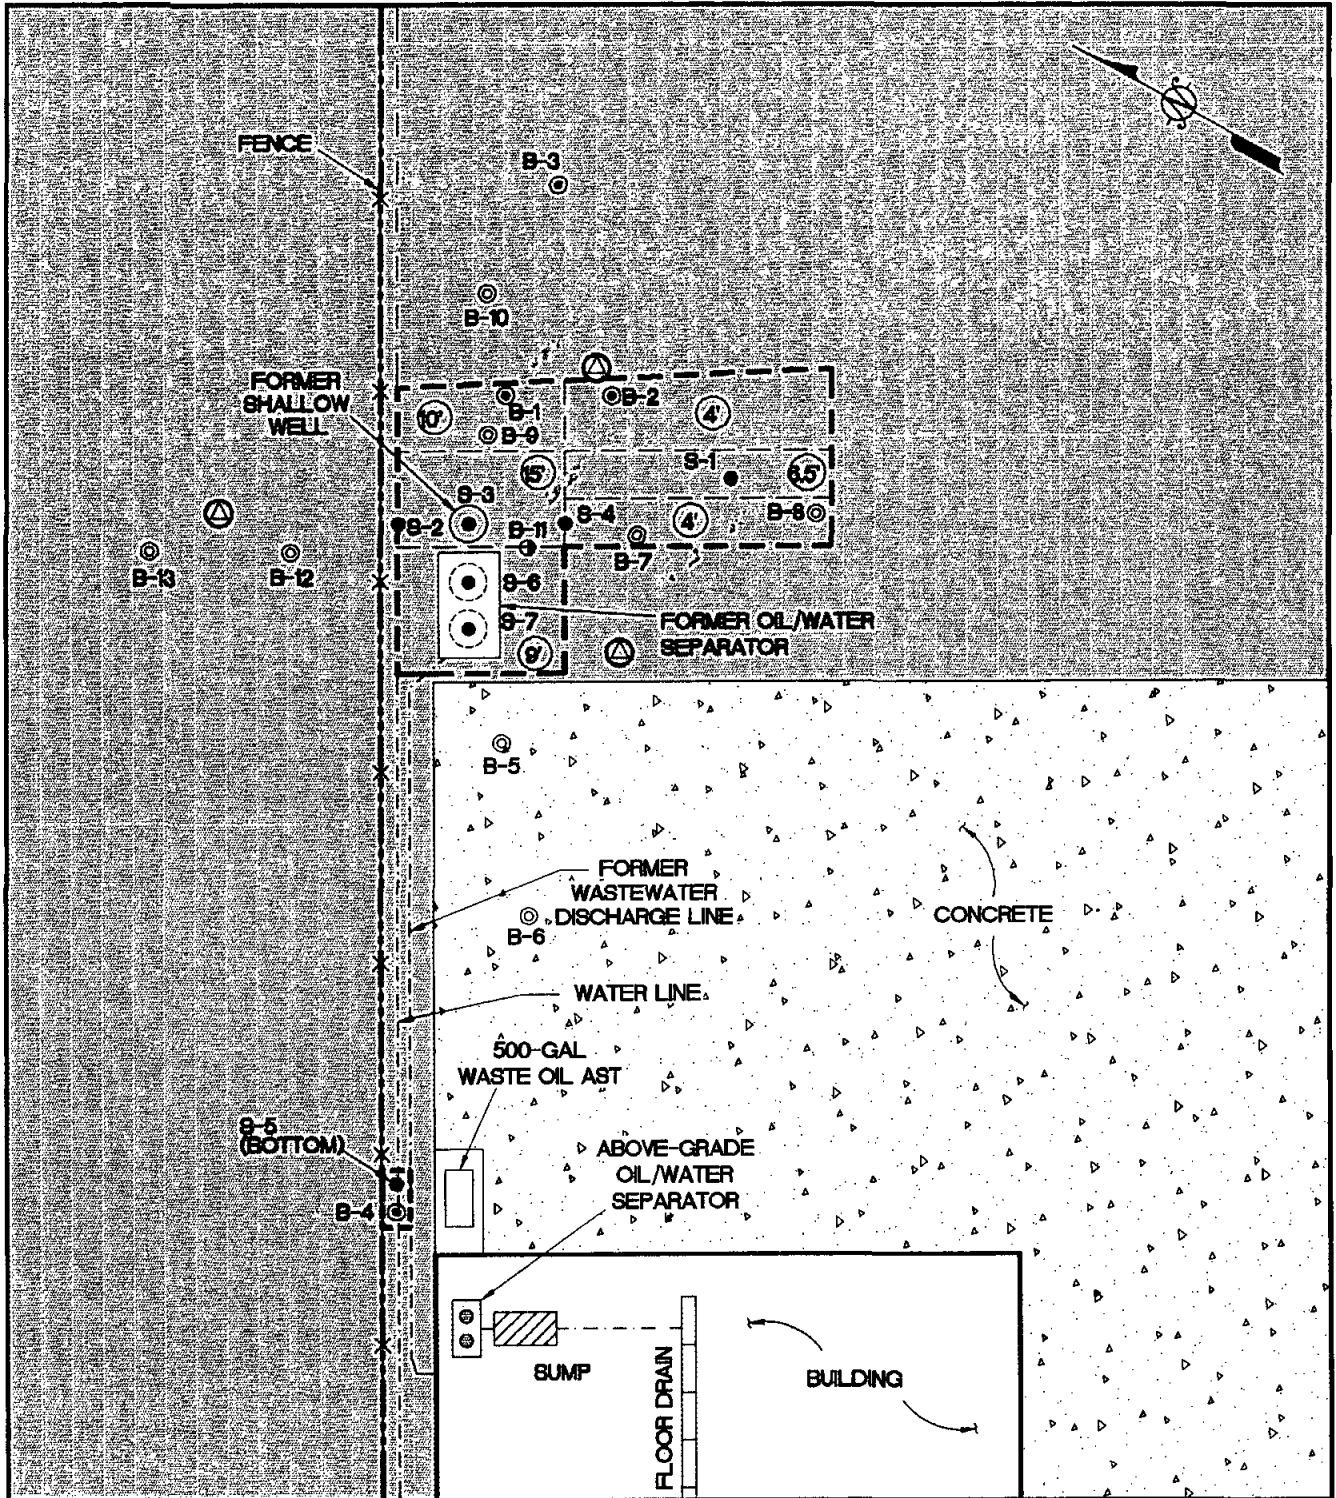 FENCE
B-3
B-10
FORMER
SHALLOW
WELL
10'
B-1
B-2
4'
B-9
15'
S-1
6.5'
S-3
S-2
B-11
S-4
4'
B-8
B-7
B-13
B-12
S-6
S-7
FORMER OIL/WATER
SEPARATOR
9'
B-5
FORMER
WASTEWATER
DISCHARGE LINE
B-6
CONCRETE
WATER LINE
500-GAL
WASTE OIL AST
S-5
(BOTTOM)
ABOVE-GRADE
OIL/WATER
SEPARATOR
B-4
SUMP
FLOOR DRAIN
BUILDING